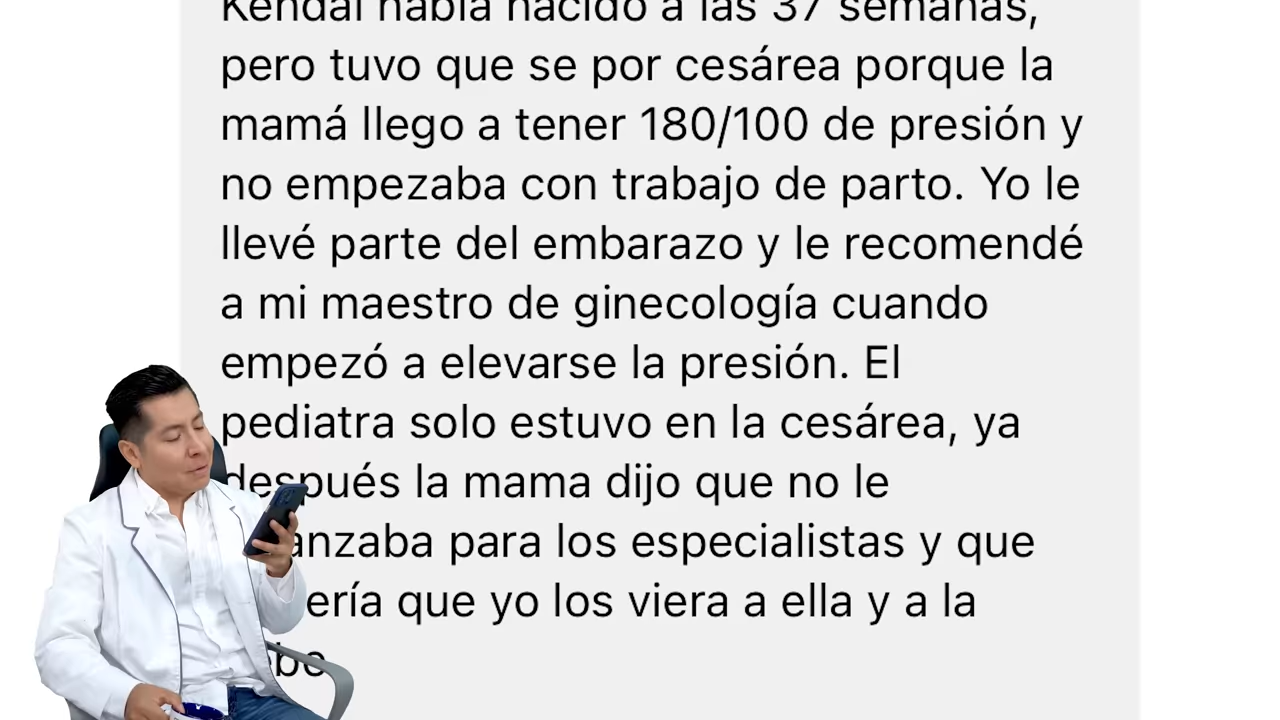 Kendal había nacido a las 37 semanas,
pero tuvo que se por cesárea porque la
mamá llego a tener 180/100 de presión y
no empezaba con trabajo de parto. Yo le
llevé parte del embarazo y le recomendé
a mi maestro de ginecología cuando
empezó a elevarse la presión. El
pediatra solo estuvo en la cesárea, ya
después la mama dijo que no le
para los especialistas y que
que yo los viera a ella y a la